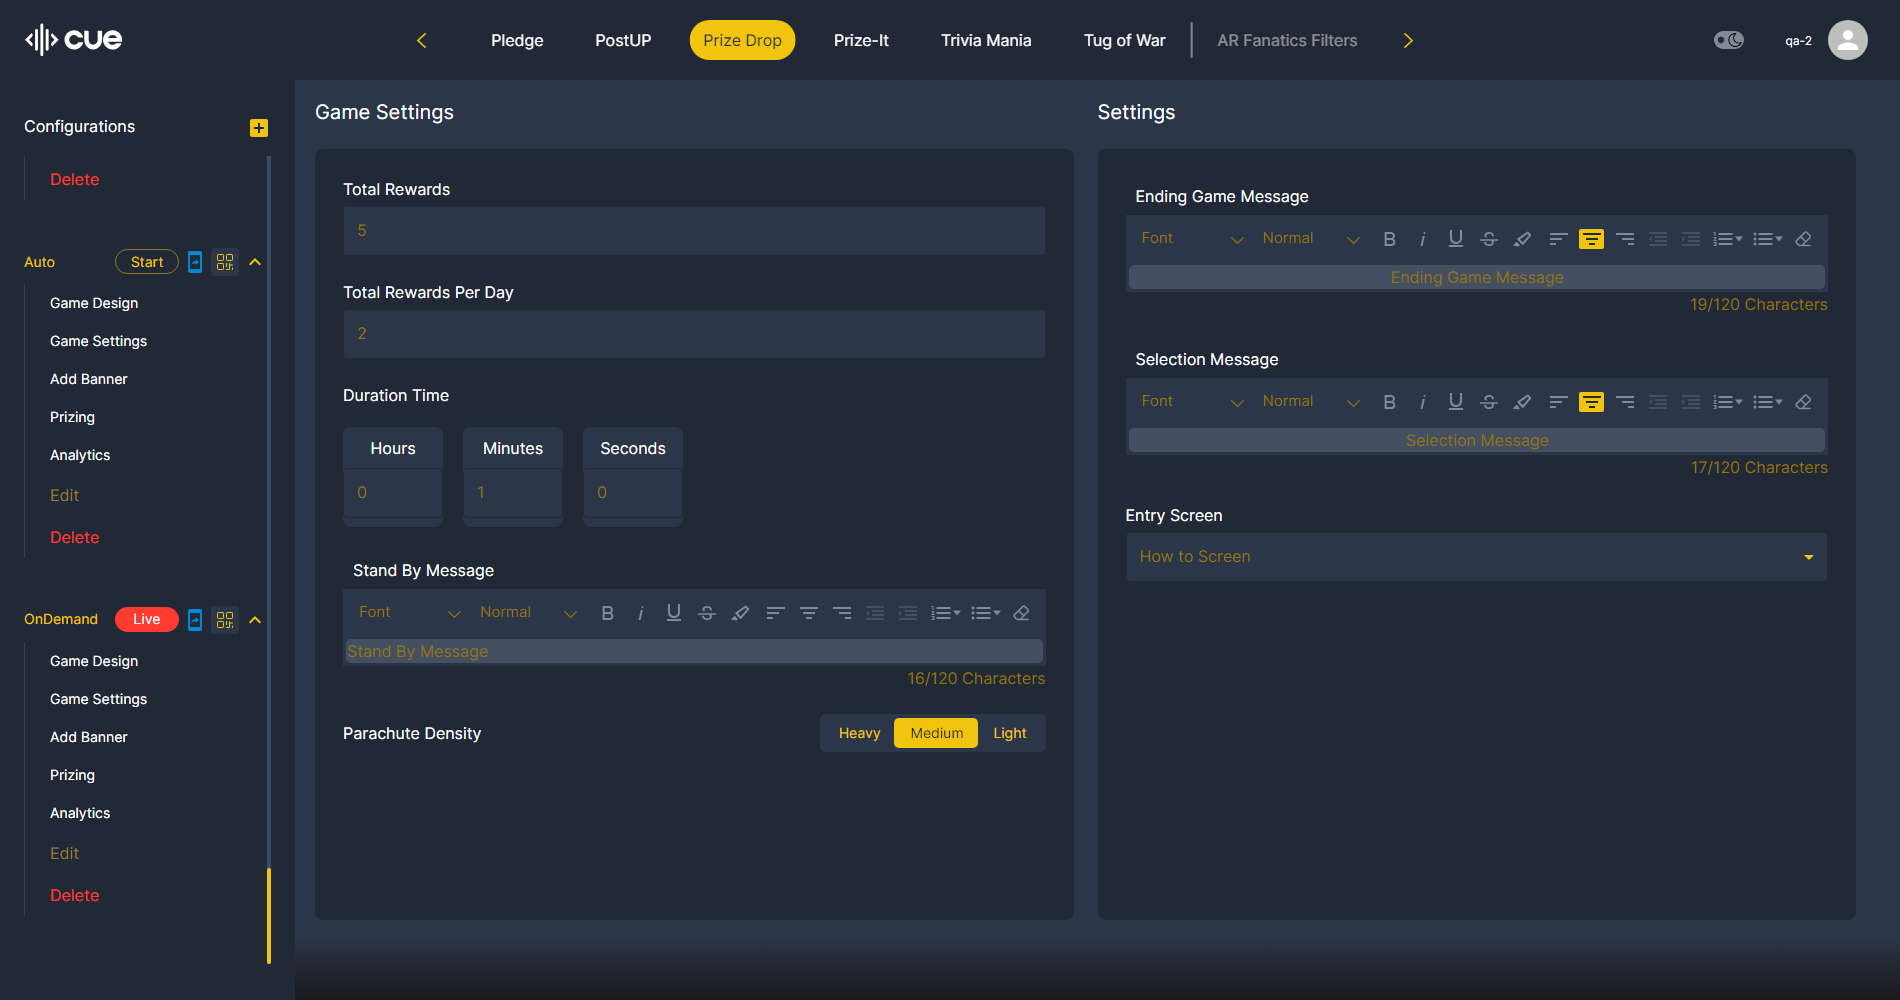 cue
Pledge
PostUP
Prize Drop
Prize-It
Trivia Mania
Tug of War
AR Fanatics Filters
qa-2
Configurations
Delete
Auto
Start
Game Design
Game Settings
Add Banner
Prizing
Analytics
Edit
Delete
OnDemand
Live
Game Design
Game Settings
Add Banner
Prizing
Analytics
Edit
Delete
Game Settings
Total Rewards
5
Total Rewards Per Day
2
Duration Time
Hours
Minutes
Seconds
0
1
0
Stand By Message
Font
Normal
B
i
U
S
Stand By Message
16/120 Characters
Parachute Density
Heavy
Medium
Light
Settings
Ending Game Message
Font
Normal
B
i
U
S
Ending Game Message
19/120 Characters
Selection Message
Font
Normal
B
i
U
S
Selection Message
17/120 Characters
Entry Screen
How to Screen